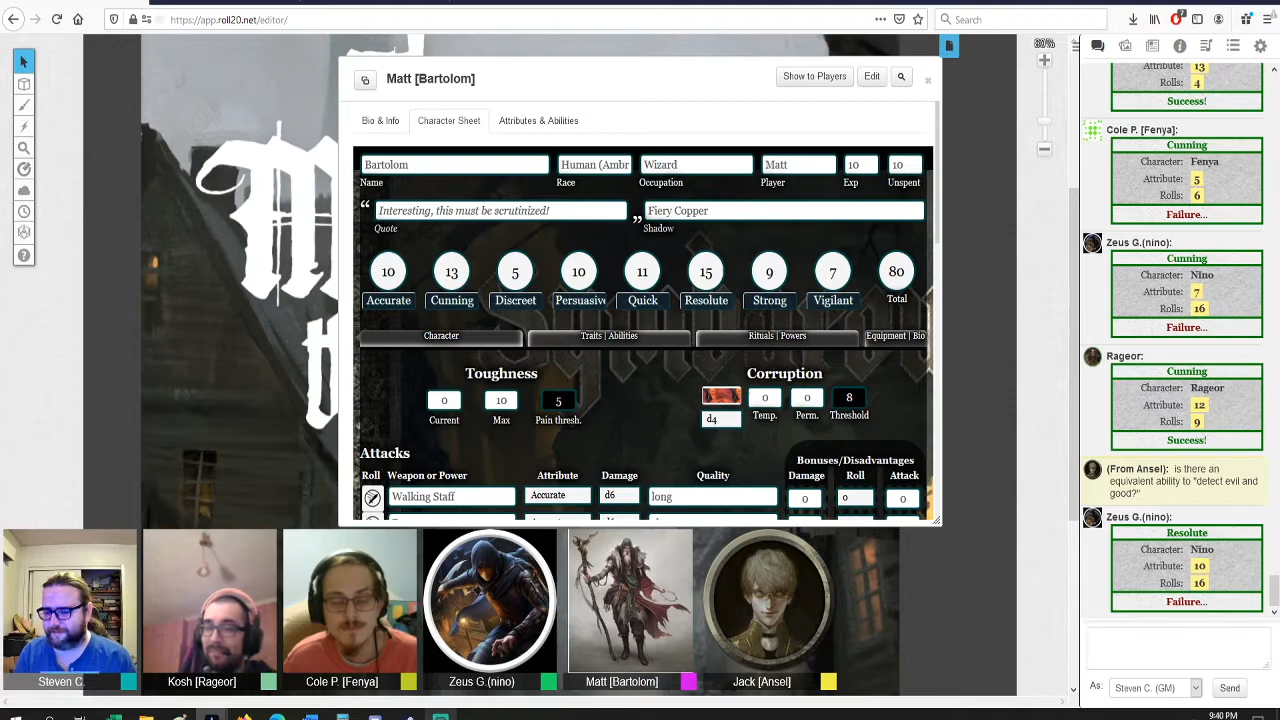 https://app.roll20.net/editor/
Search
7
80%
Matt [Bartolom]
Show to Players
Edit
Bio & Info
Character Sheet
Attributes & Abilities
Bartolom
Human (Ambr
Wizard
Matt
10
10
Name
Race
Occupation
Player
Exp
Unspent
“ Interesting, this must be scrutinized! ”
Fiery Copper
Quote
Shadow
10
13
5
10
11
15
9
7
80
Accurate
Cunning
Discreet
Persuasive
Quick
Resolute
Strong
Vigilant
Total
Character
Traits | Abilities
Rituals | Powers
Equipment | Bio
Toughness
Corruption
0
10
5
0
0
8
Current
Max
Pain thresh.
d4
Temp.
Perm.
Threshold
Attacks
Bonuses/Disadvantages
Roll
Weapon or Power
Attribute
Damage
Quality
Damage
Roll
Attack
Walking Staff
Accurate
d6
long
0
0
0
Steven C.
Kosh [Rageor]
Cole P. [Fenya]
Zeus G.(nino)
Matt [Bartolom]
Jack [Ansel]
Attribute: 13
Rolls: 4
Success!
Cole P. [Fenya]:
Cunning
Character: Fenya
Attribute: 5
Rolls: 6
Failure...
Zeus G.(nino):
Cunning
Character: Nino
Attribute: 7
Rolls: 16
Failure...
Rageor:
Cunning
Character: Rageor
Attribute: 12
Rolls: 9
Success!
(From Ansel): is there an
equivalent ability to "detect evil and
good?"
Zeus G.(nino):
Resolute
Character: Nino
Attribute: 10
Rolls: 16
Failure...
As:
Steven C. (GM)
Send
9:40 PM